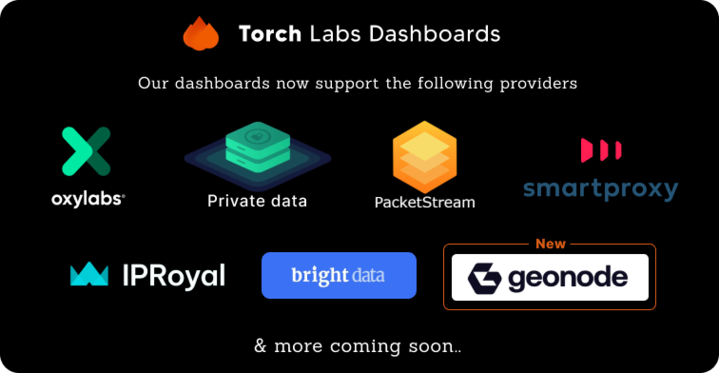 Torch Labs Dashboards
Our dashboards now support the following providers
oxylabs®
Private data
PacketStream
smartproxy
New
IPRoyal
bright data
geonode
& more coming soon..